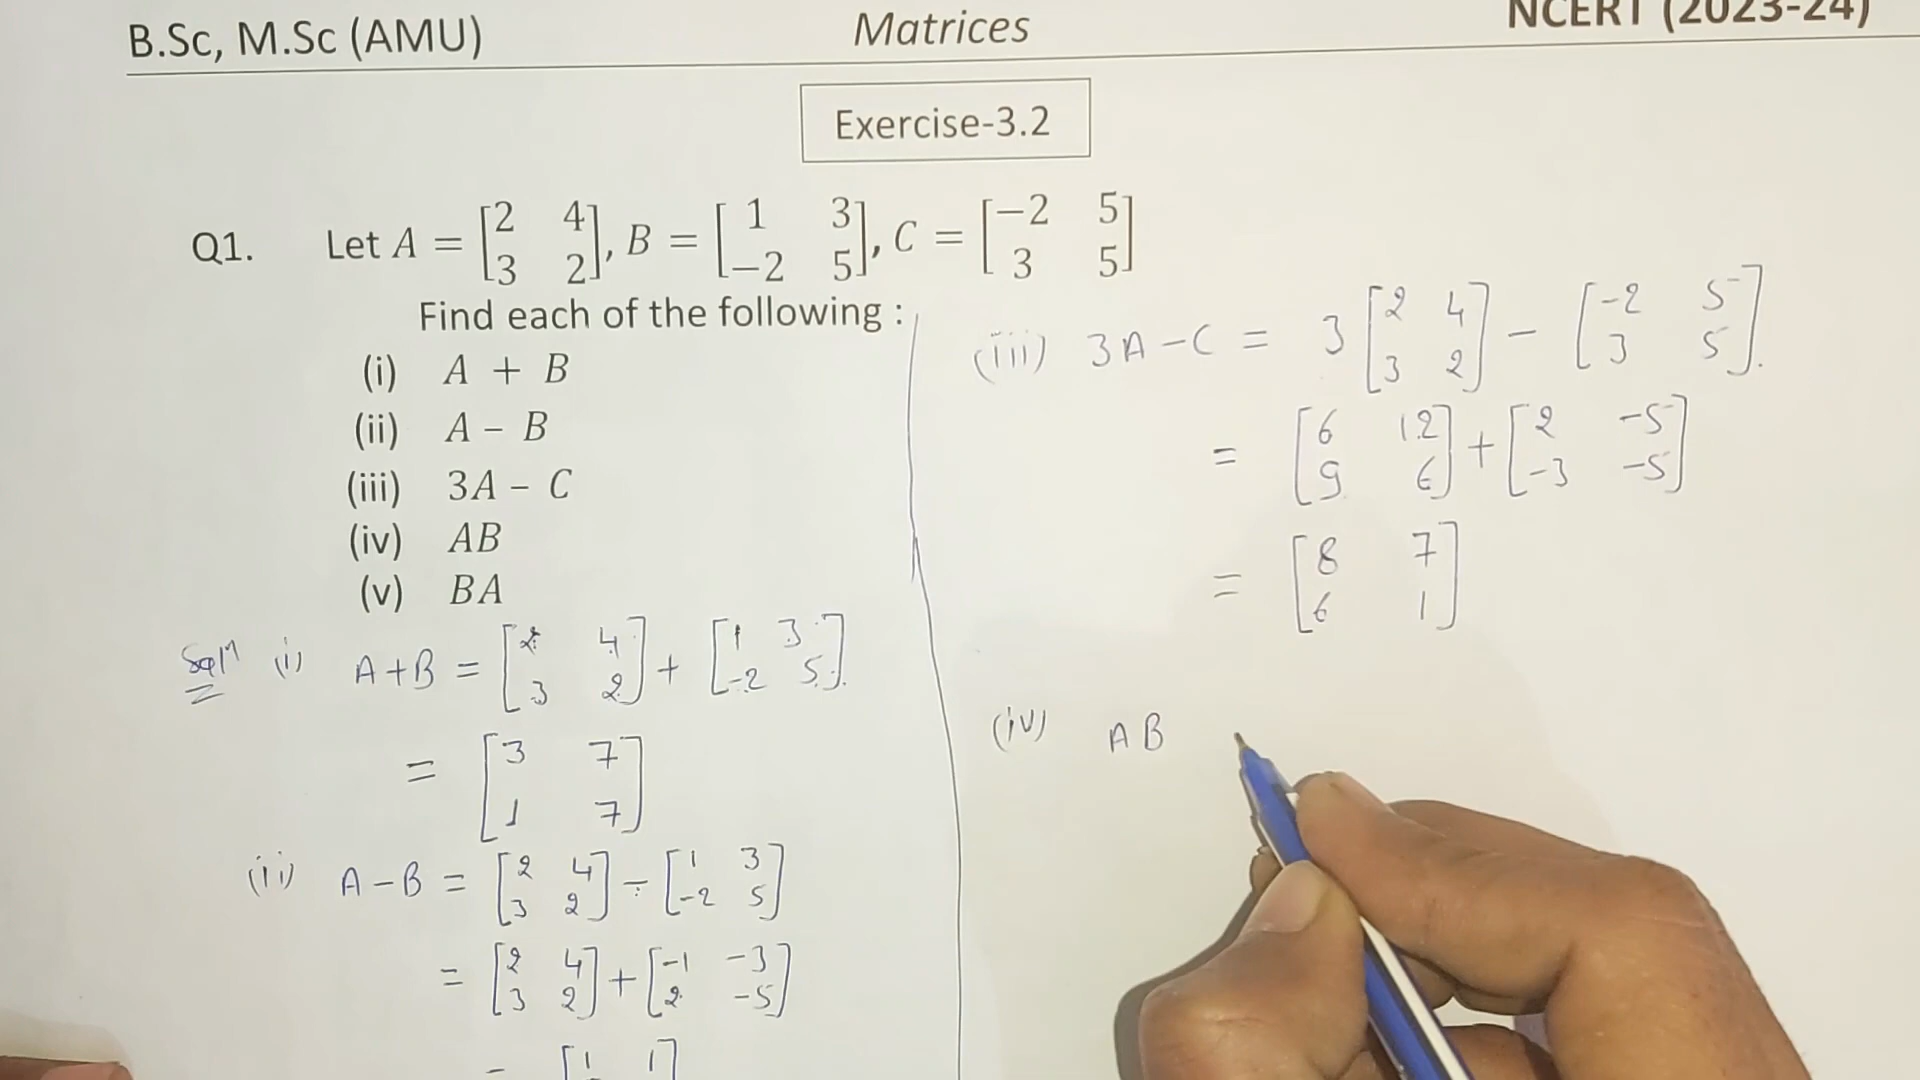 B.Sc, M.Sc (AMU) Matrices NCERT (2023-24)
Exercise-3.2
Q1. Let A = [2 4; 3 2], B = [1 3; −2 5], C = [−2 5; 3 5]
Find each of the following :
(i) A + B
(ii) A − B
(iii) 3A − C
(iv) AB
(v) BA
Solⁿ (i) A+B = [2 4; 3 2] + [1 3; -2 5]
= [3 7; 1 7]
(ii) A-B = [2 4; 3 2] - [1 3; -2 5]
= [2 4; 3 2] + [-1 -3; 2 -5]
= [1 1
(iii) 3A-C = 3 [2 4; 3 2] - [-2 5; 3 5]
= [6 12; 9 6] + [2 -5; -3 -5]
= [8 7; 6 1]
(iv) AB